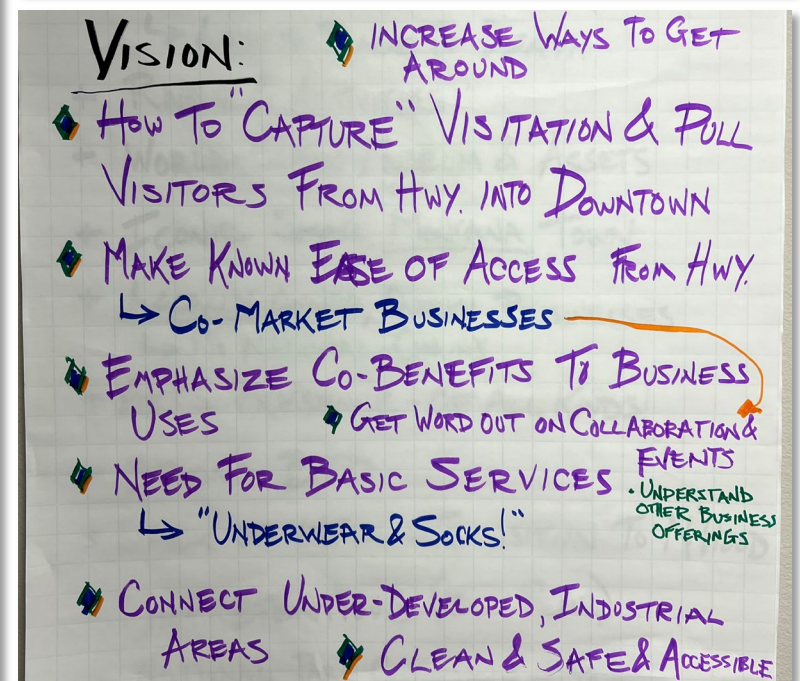 VISION:
INCREASE WAYS TO GET
AROUND
HOW TO "CAPTURE" VISITATION & PULL
VISITORS FROM HWY. INTO DOWNTOWN
MAKE KNOWN EASE OF ACCESS FROM HWY.
↳ CO-MARKET BUSINESSES
EMPHASIZE CO-BENEFITS TO BUSINESS
USES
GET WORD OUT ON COLLABORATION &
EVENTS
• UNDERSTAND
OTHER BUSINESS
OFFERINGS
NEED FOR BASIC SERVICES
↳ "UNDERWEAR & SOCKS!"
CONNECT UNDER-DEVELOPED, INDUSTRIAL
AREAS
CLEAN & SAFE & ACCESSIBLE